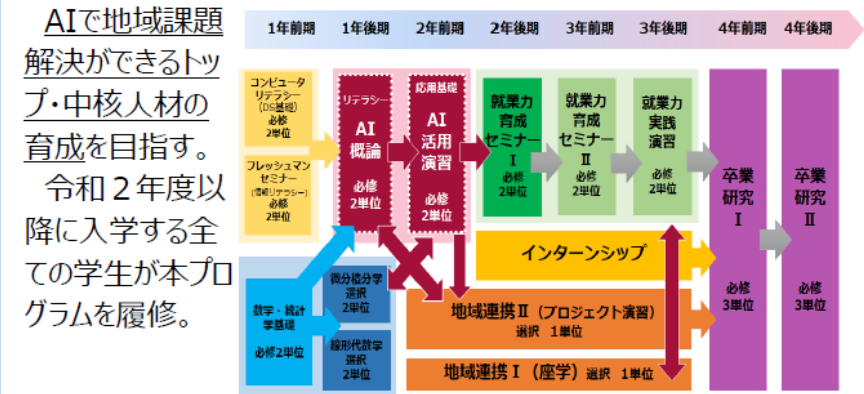 AIで地域課題
解決ができるトッ
プ・中核人材の
育成を目指す。
令和２年度以
降に入学する全
ての学生が本プロ
グラムを履修。
1年前期 1年後期 2年前期 2年後期 3年前期 3年後期 4年前期 4年後期
コンピュータ
リテラシー
(DS基礎)
必修
2単位
フレッシュマン
セミナー
(情報リテラシー)
必修
2単位
リテラシー
AI
概論
必修
2単位
応用基礎
AI
活用
演習
必修
2単位
就業力
育成
セミナー
Ⅰ
必修
2単位
就業力
育成
セミナー
Ⅱ
必修
2単位
就業力
実践
演習
必修
2単位
卒業
研究
Ⅰ
必修
3単位
卒業
研究
Ⅱ
必修
3単位
インターンシップ
数学・統計
学基礎
必修2単位
微分積分学
選択
2単位
線形代数学
選択
2単位
地域連携Ⅱ（プロジェクト演習）
選択 1単位
地域連携Ⅰ（座学）選択 1単位